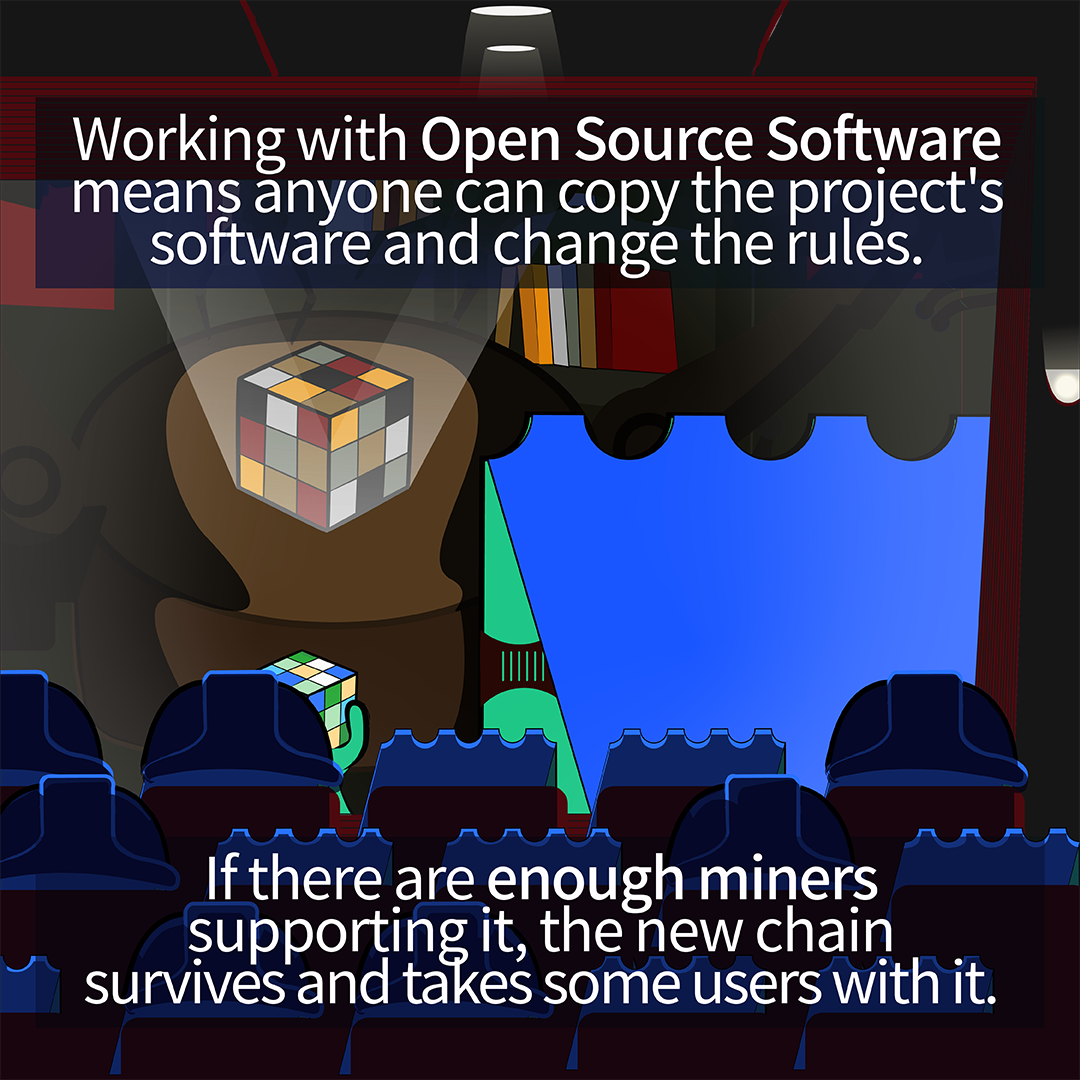 Working with Open Source Software
means anyone can copy the project's
software and change the rules.
If there are enough miners
supporting it, the new chain
survives and takes some users with it.